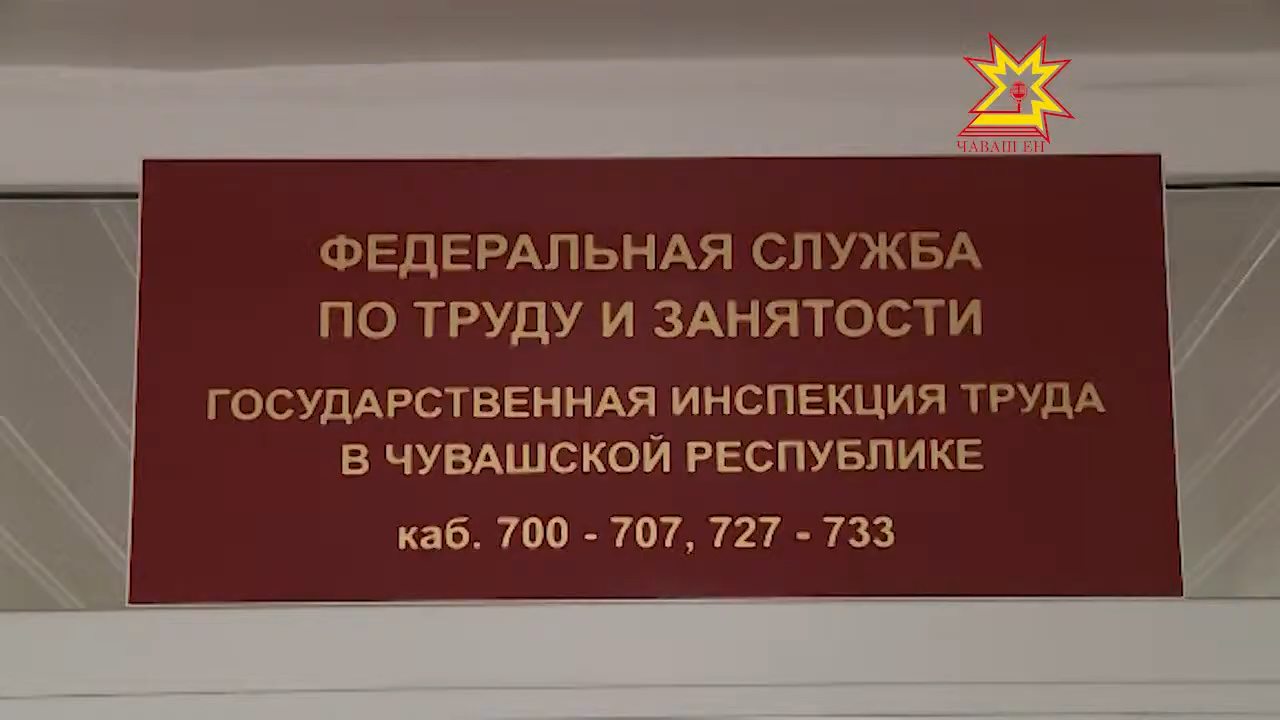 ЧАВАШ ЕН
ФЕДЕРАЛЬНАЯ СЛУЖБА
ПО ТРУДУ И ЗАНЯТОСТИ
ГОСУДАРСТВЕННАЯ ИНСПЕКЦИЯ ТРУДА
В ЧУВАШСКОЙ РЕСПУБЛИКЕ
каб. 700 - 707, 727 - 733